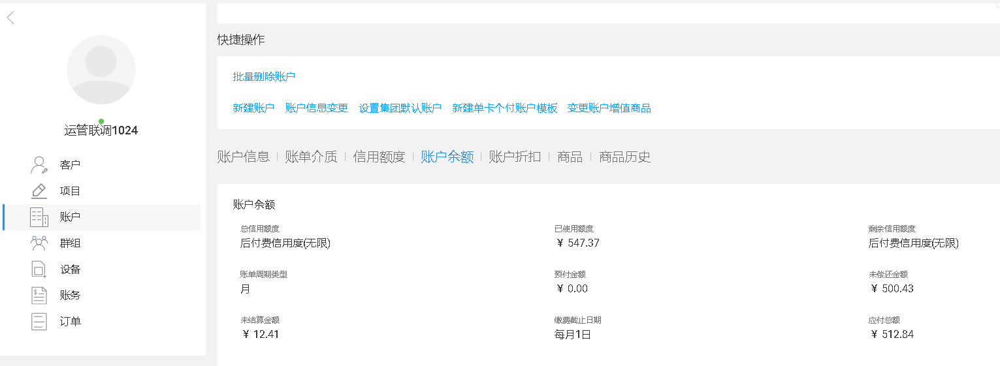 运管联调1024
客户
项目
账户
群组
设备
账务
订单
快捷操作
批量删除账户
新建账户 账户信息变更 设置集团默认账户 新建单卡个付账户模板 变更账户增值商品
账户信息 账单介质 信用额度 账户余额 账户折扣 商品 商品历史
账户余额
总信用额度 已使用额度 剩余信用额度
后付费信用度(无限) ¥ 547.37 后付费信用度(无限)
账单周期类型 预付金额 未偿还金额
月 ¥ 0.00 ¥ 500.43
未结算金额 缴费截止日期 应付总额
¥ 12.41 每月1日 ¥ 512.84